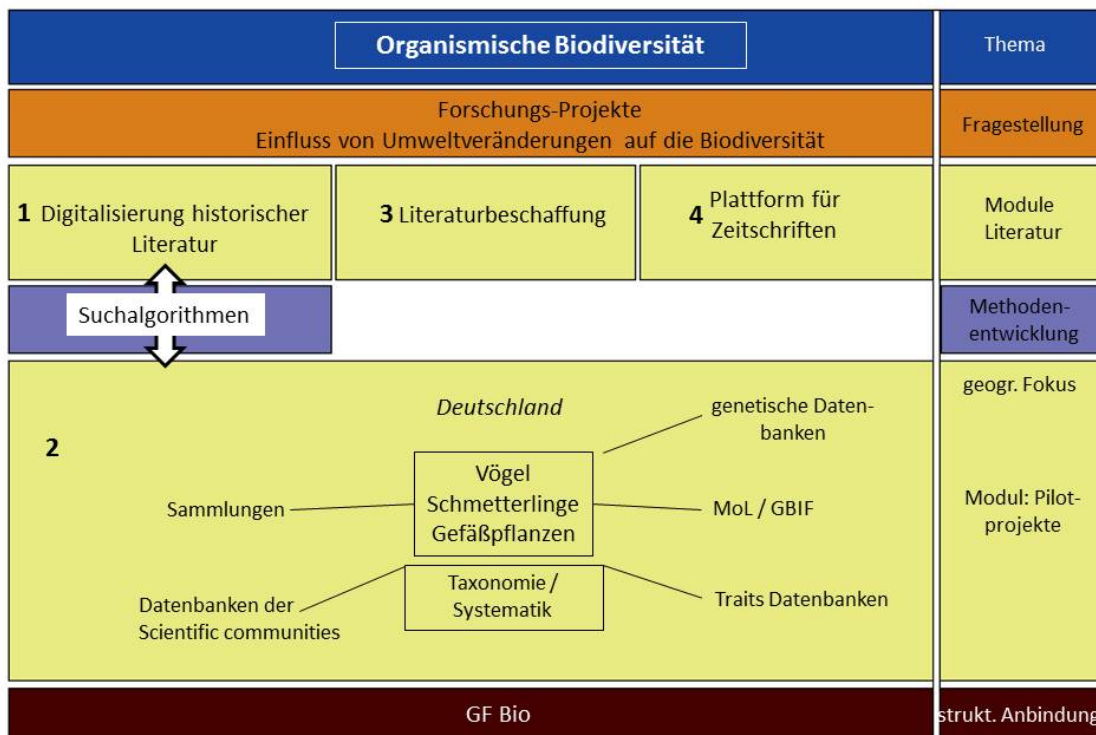 Organismische Biodiversität
Thema
Forschungs-Projekte
Einfluss von Umweltveränderungen auf die Biodiversität
Fragestellung
1 Digitalisierung historischer
Literatur
3 Literaturbeschaffung
4 Plattform für
Zeitschriften
Module
Literatur
Suchalgorithmen
Methoden-
entwicklung
2
Deutschland
genetische Daten-
banken
Vögel
Schmetterlinge
Gefäßpflanzen
Sammlungen
MoL / GBIF
Taxonomie /
Systematik
Datenbanken der
Scientific communities
Traits Datenbanken
geogr. Fokus
Modul: Pilot-
projekte
GF Bio
strukt. Anbindung